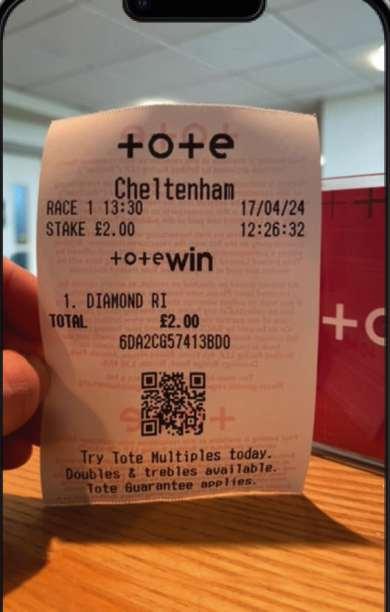 tote
Cheltenham
RACE 1 13:30 17/04/24
STAKE £2.00 12:26:32
totewin
1. DIAMOND RI
TOTAL £2.00
6DA2CG57413BD0
Try Tote Multiples today.
Doubles & trebles available.
Tote Guarantee applies.